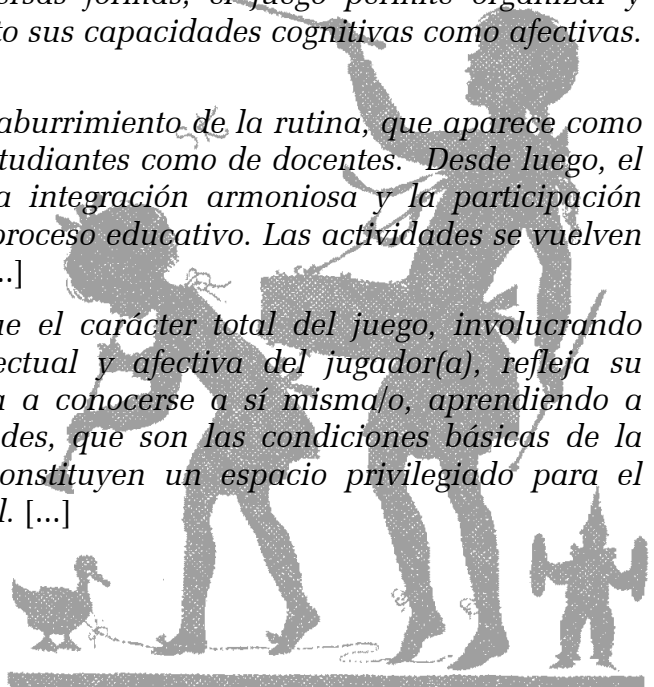 el juego permite organizar y
sus capacidades cognitivas como afectivas.
aburrimiento de la rutina, que aparece como
tudiantes como de docentes. Desde luego, el
a integración armoniosa y la participación
proceso educativo. Las actividades se vuelven
..]
ue el carácter total del juego, involucrando
ectual y afectiva del jugador(a), refleja su
a a conocerse a sí misma/o, aprendiendo a
des, que son las condiciones básicas de la
onstituyen un espacio privilegiado para el
l. [...]